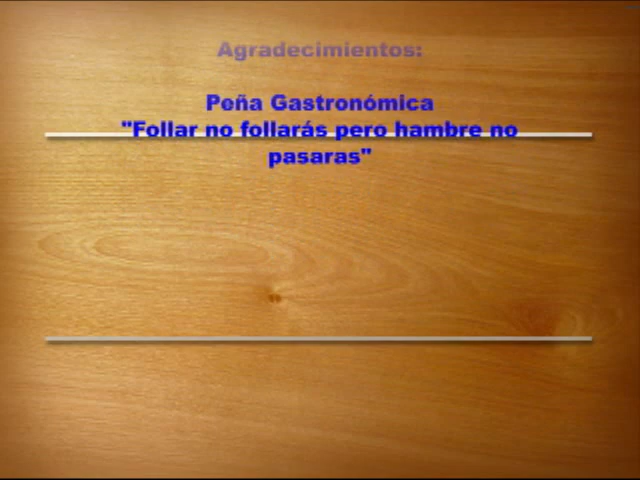 Agradecimientos:
Peña Gastronómica
"Follar no follarás pero hambre no
pasaras"